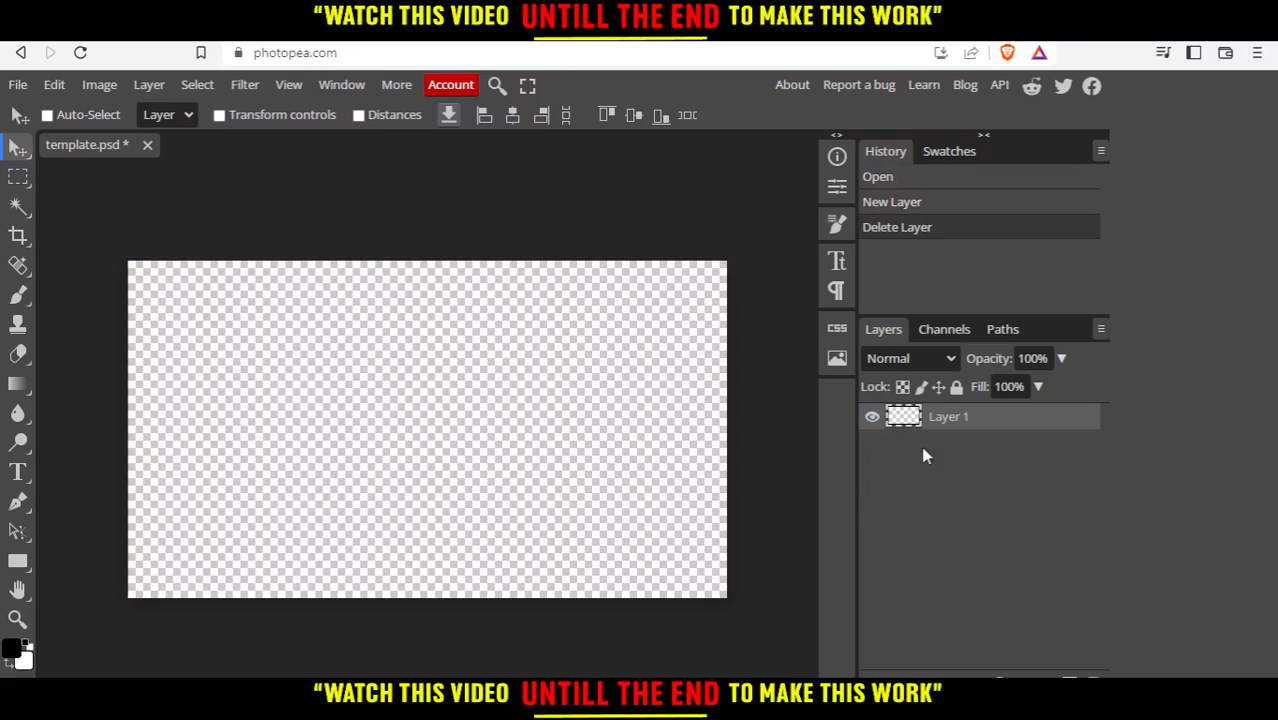 “WATCH THIS VIDEO UNTILL THE END TO MAKE THIS WORK”
photopea.com
File Edit Image Layer Select Filter View Window More Account About Report a bug Learn Blog API
Auto-Select Layer Transform controls Distances
template.psd *
History Swatches
Open
New Layer
Delete Layer
CSS
Layers Channels Paths
Normal Opacity: 100%
Lock: Fill: 100%
Layer 1
“WATCH THIS VIDEO UNTILL THE END TO MAKE THIS WORK”